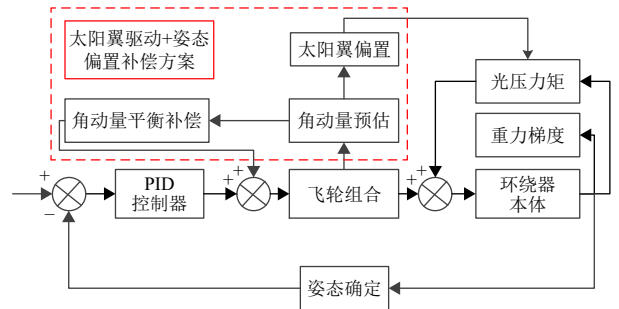 太阳翼驱动+姿态
偏置补偿方案
太阳翼偏置
光压力矩
角动量平衡补偿
角动量预估
重力梯度
+
−
PID
控制器
+
+
飞轮组合
+
+
环绕器
本体
姿态确定